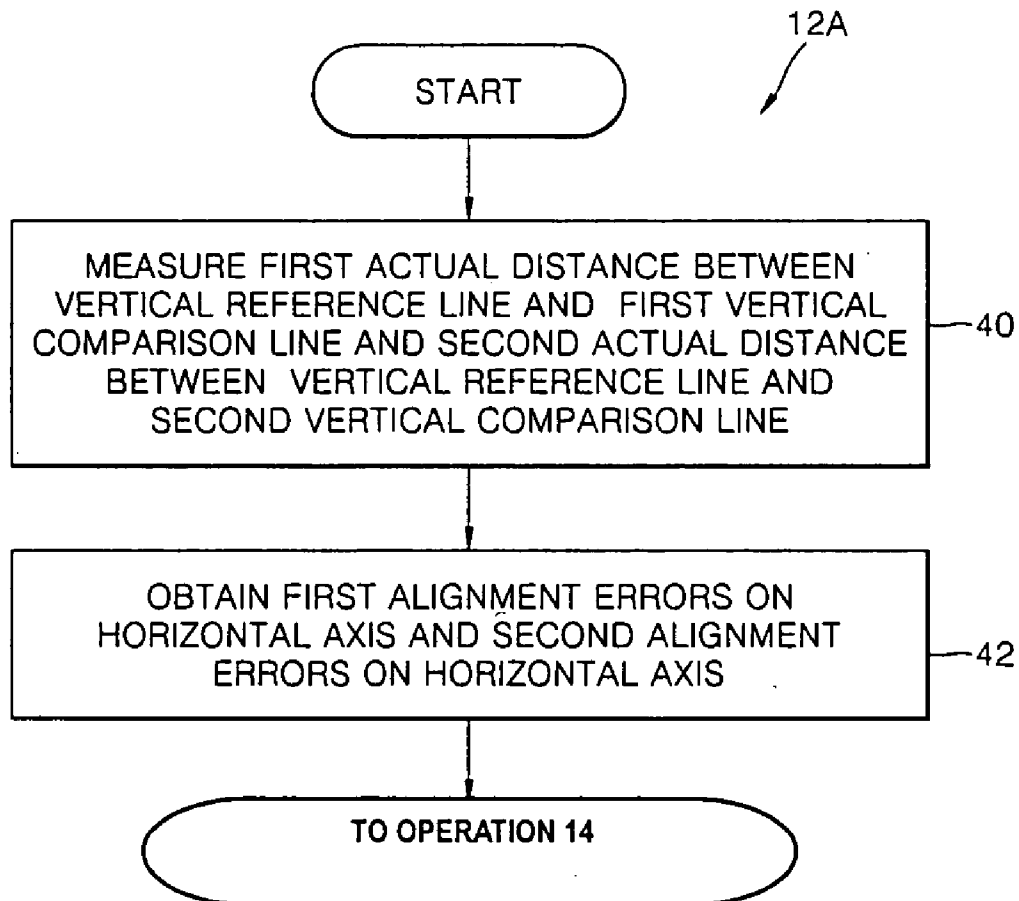 12A
START
MEASURE FIRST ACTUAL DISTANCE BETWEEN
VERTICAL REFERENCE LINE AND FIRST VERTICAL
COMPARISON LINE AND SECOND ACTUAL DISTANCE
BETWEEN VERTICAL REFERENCE LINE AND
SECOND VERTICAL COMPARISON LINE
40
OBTAIN FIRST ALIGNMENT ERRORS ON
HORIZONTAL AXIS AND SECOND ALIGNMENT
ERRORS ON HORIZONTAL AXIS
42
TO OPERATION 14